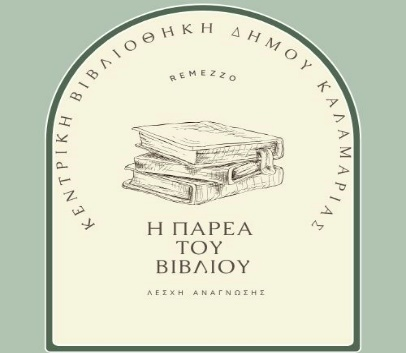 ΚΕΝΤΡΙΚΗ ΒΙΒΛΙΟΘΗΚΗ ΔΗΜΟΥ ΚΑΛΑΜΑΡΙΑΣ
REMEZZO
Η ΠΑΡΕΑ
ΤΟΥ
ΒΙΒΛΙΟΥ
ΛΕΣΧΗ ΑΝΑΓΝΩΣΗΣ